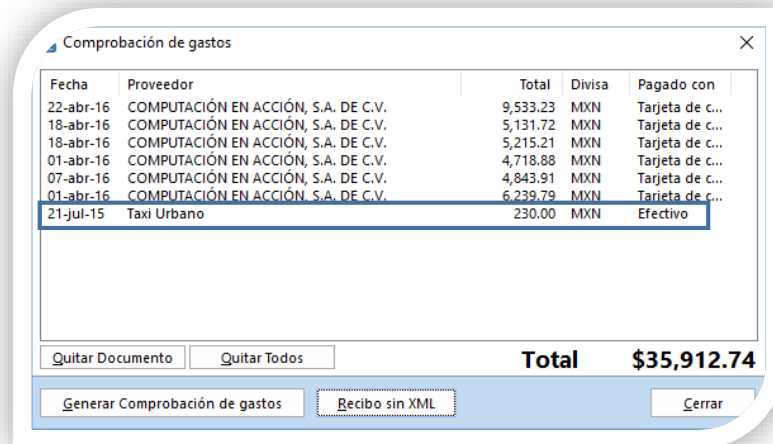 Comprobación de gastos
Fecha Proveedor Total Divisa Pagado con
22-abr-16 COMPUTACIÓN EN ACCIÓN, S.A. DE C.V. 9,533.23 MXN Tarjeta de c...
18-abr-16 COMPUTACIÓN EN ACCIÓN, S.A. DE C.V. 5,131.72 MXN Tarjeta de c...
18-abr-16 COMPUTACIÓN EN ACCIÓN, S.A. DE C.V. 5,215.21 MXN Tarjeta de c...
01-abr-16 COMPUTACIÓN EN ACCIÓN, S.A. DE C.V. 4,718.88 MXN Tarjeta de c...
07-abr-16 COMPUTACIÓN EN ACCIÓN, S.A. DE C.V. 4,843.91 MXN Tarjeta de c...
01-abr-16 COMPUTACIÓN EN ACCIÓN, S.A. DE C.V. 6,239.79 MXN Tarjeta de c...
21-jul-15 Taxi Urbano 230.00 MXN Efectivo
Quitar Documento Quitar Todos Total $35,912.74
Generar Comprobación de gastos Recibo sin XML Cerrar